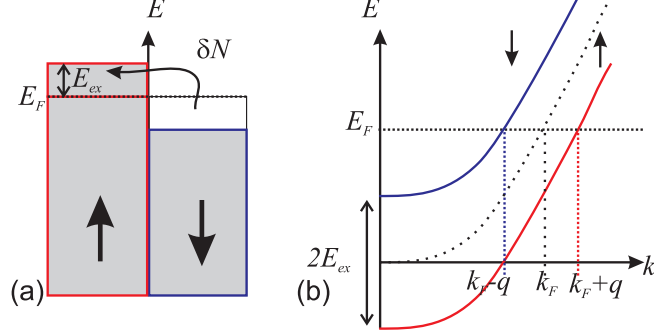 E
δN
E_ex
E_F
(a)
E
E_F
2E_ex
k
k_F-q
k_F
k_F+q
(b)